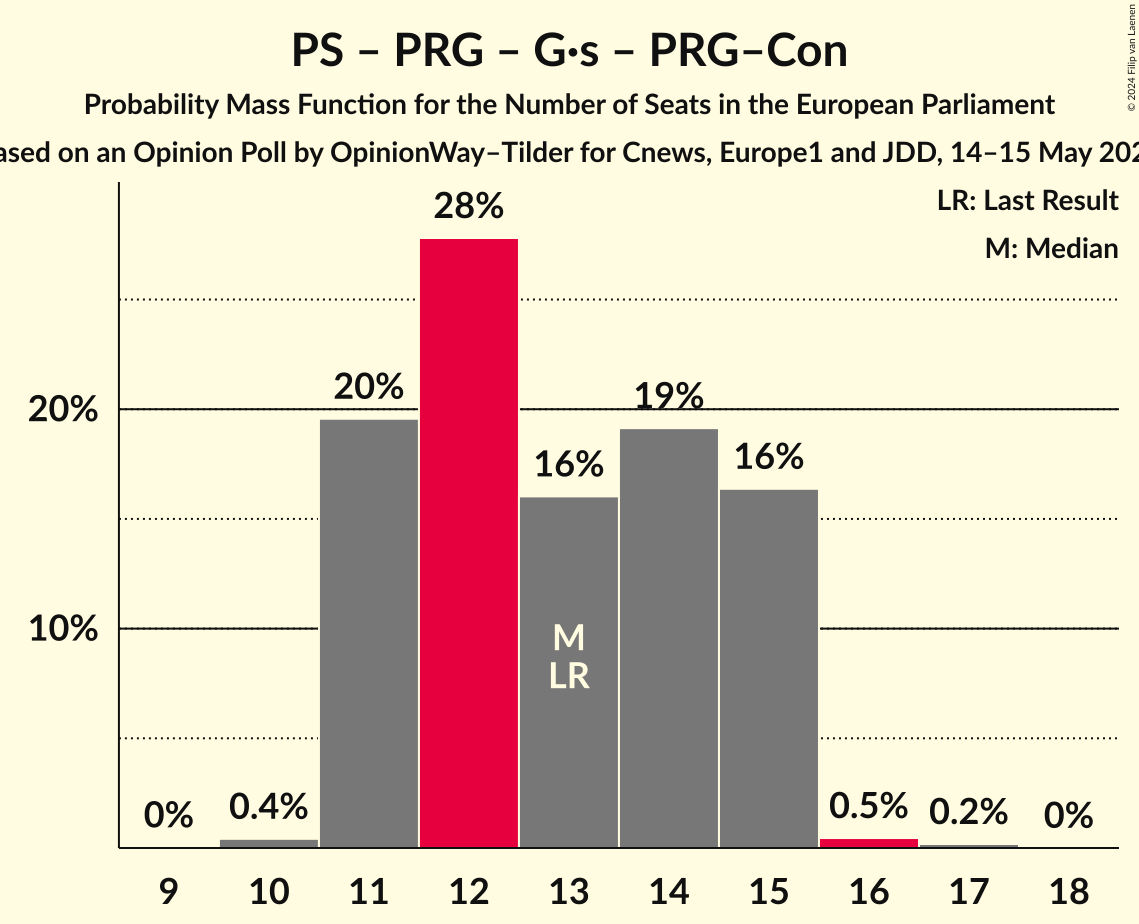 PS – PRG – G·s – PRG–Con
Probability Mass Function for the Number of Seats in the European Parliament
ased on an Opinion Poll by OpinionWay–Tilder for Cnews, Europe1 and JDD, 14–15 May 202
© 2024 Filip van Laenen
LR: Last Result
M: Median
28%
20%
20%
19%
16%
16%
10%
M
LR
0%
0.4%
0.5%
0.2%
0%
9 10 11 12 13 14 15 16 17 18